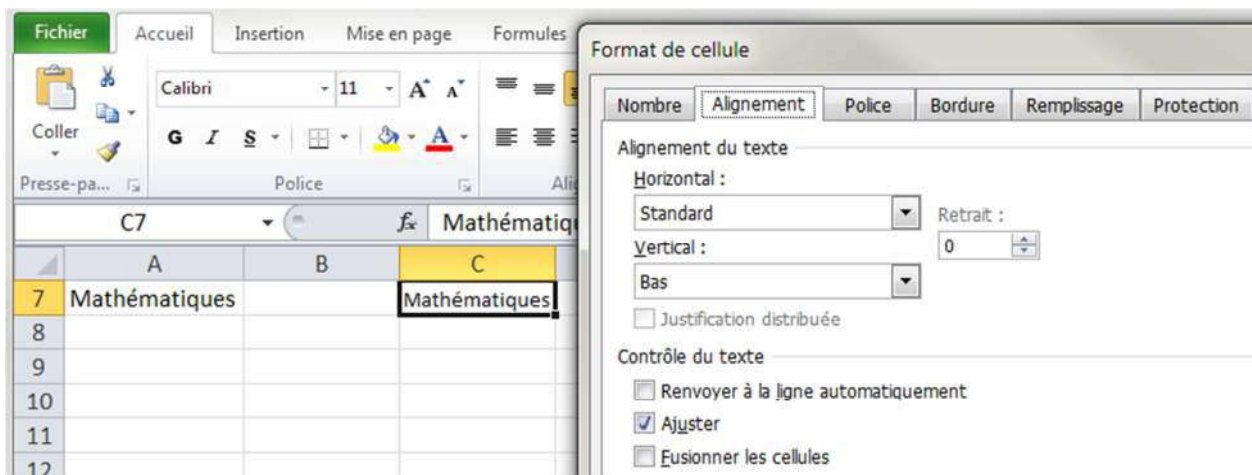 Fichier Accueil Insertion Mise en page Formules
Calibri 11 A A
Coller
G I S A
Presse-pa... Police
C7 fx
A B C
7 Mathématiques Mathématiques
8
9
10
11
12
Format de cellule
Nombre Alignement Police Bordure Remplissage Protection
Alignement du texte
Horizontal :
Standard Retrait :
Vertical : 0
Bas
Justification distribuée
Contrôle du texte
Renvoyer à la ligne automatiquement
Ajuster
Fusionner les cellules